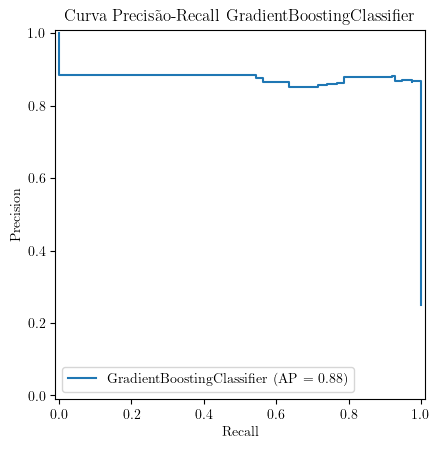 Curva Precisão-Recall GradientBoostingClassifier
1.0
0.8
0.6
0.4
0.2
0.0
Precision
GradientBoostingClassifier (AP = 0.88)
0.0 0.2 0.4 0.6 0.8 1.0
Recall